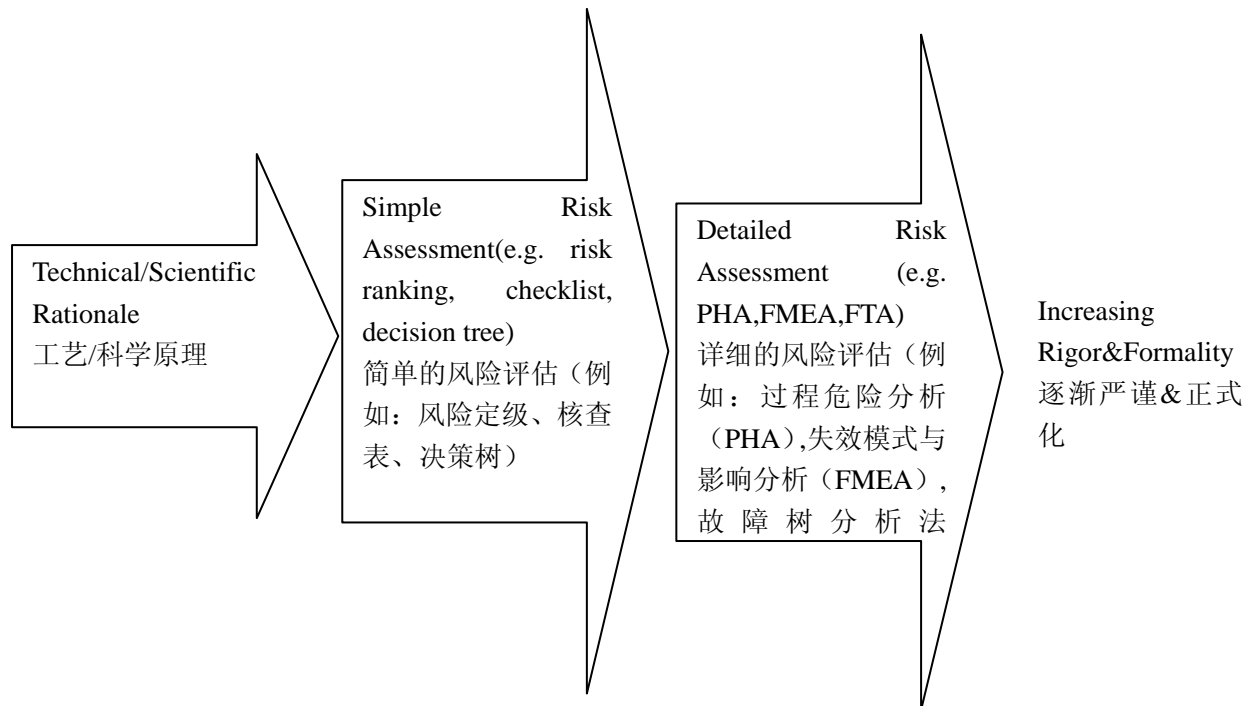 Technical/Scientific
Rationale
工艺/科学原理
Simple Risk
Assessment(e.g. risk
ranking, checklist,
decision tree)
简单的风险评估（例
如：风险定级、核查
表、决策树）
Detailed Risk
Assessment (e.g.
PHA,FMEA,FTA)
详细的风险评估（例
如：过程危险分析
（PHA）,失效模式与
影响分析（FMEA）,
故障树分析法
Increasing
Rigor&Formality
逐渐严谨&正式
化